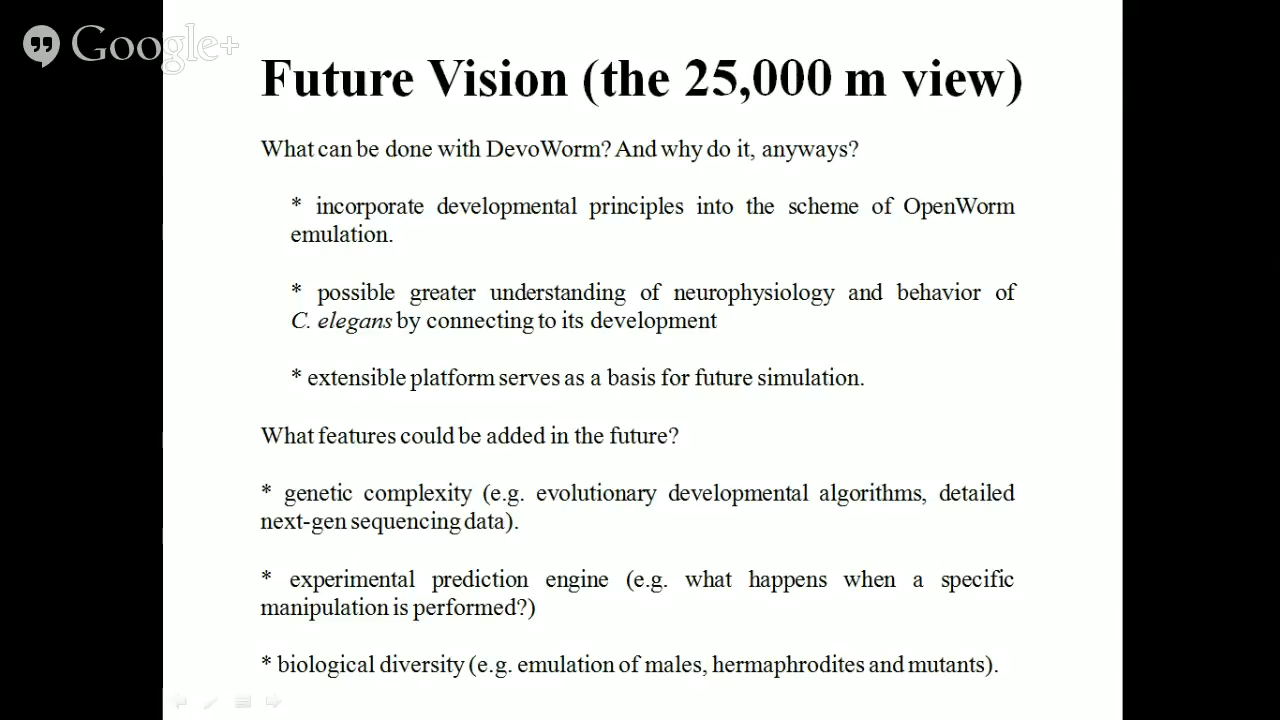 Google+
Future Vision (the 25,000 m view)
What can be done with DevoWorm? And why do it, anyways?
* incorporate developmental principles into the scheme of OpenWorm
emulation.
* possible greater understanding of neurophysiology and behavior of
C. elegans by connecting to its development
* extensible platform serves as a basis for future simulation.
What features could be added in the future?
* genetic complexity (e.g. evolutionary developmental algorithms, detailed
next-gen sequencing data).
* experimental prediction engine (e.g. what happens when a specific
manipulation is performed?)
* biological diversity (e.g. emulation of males, hermaphrodites and mutants).